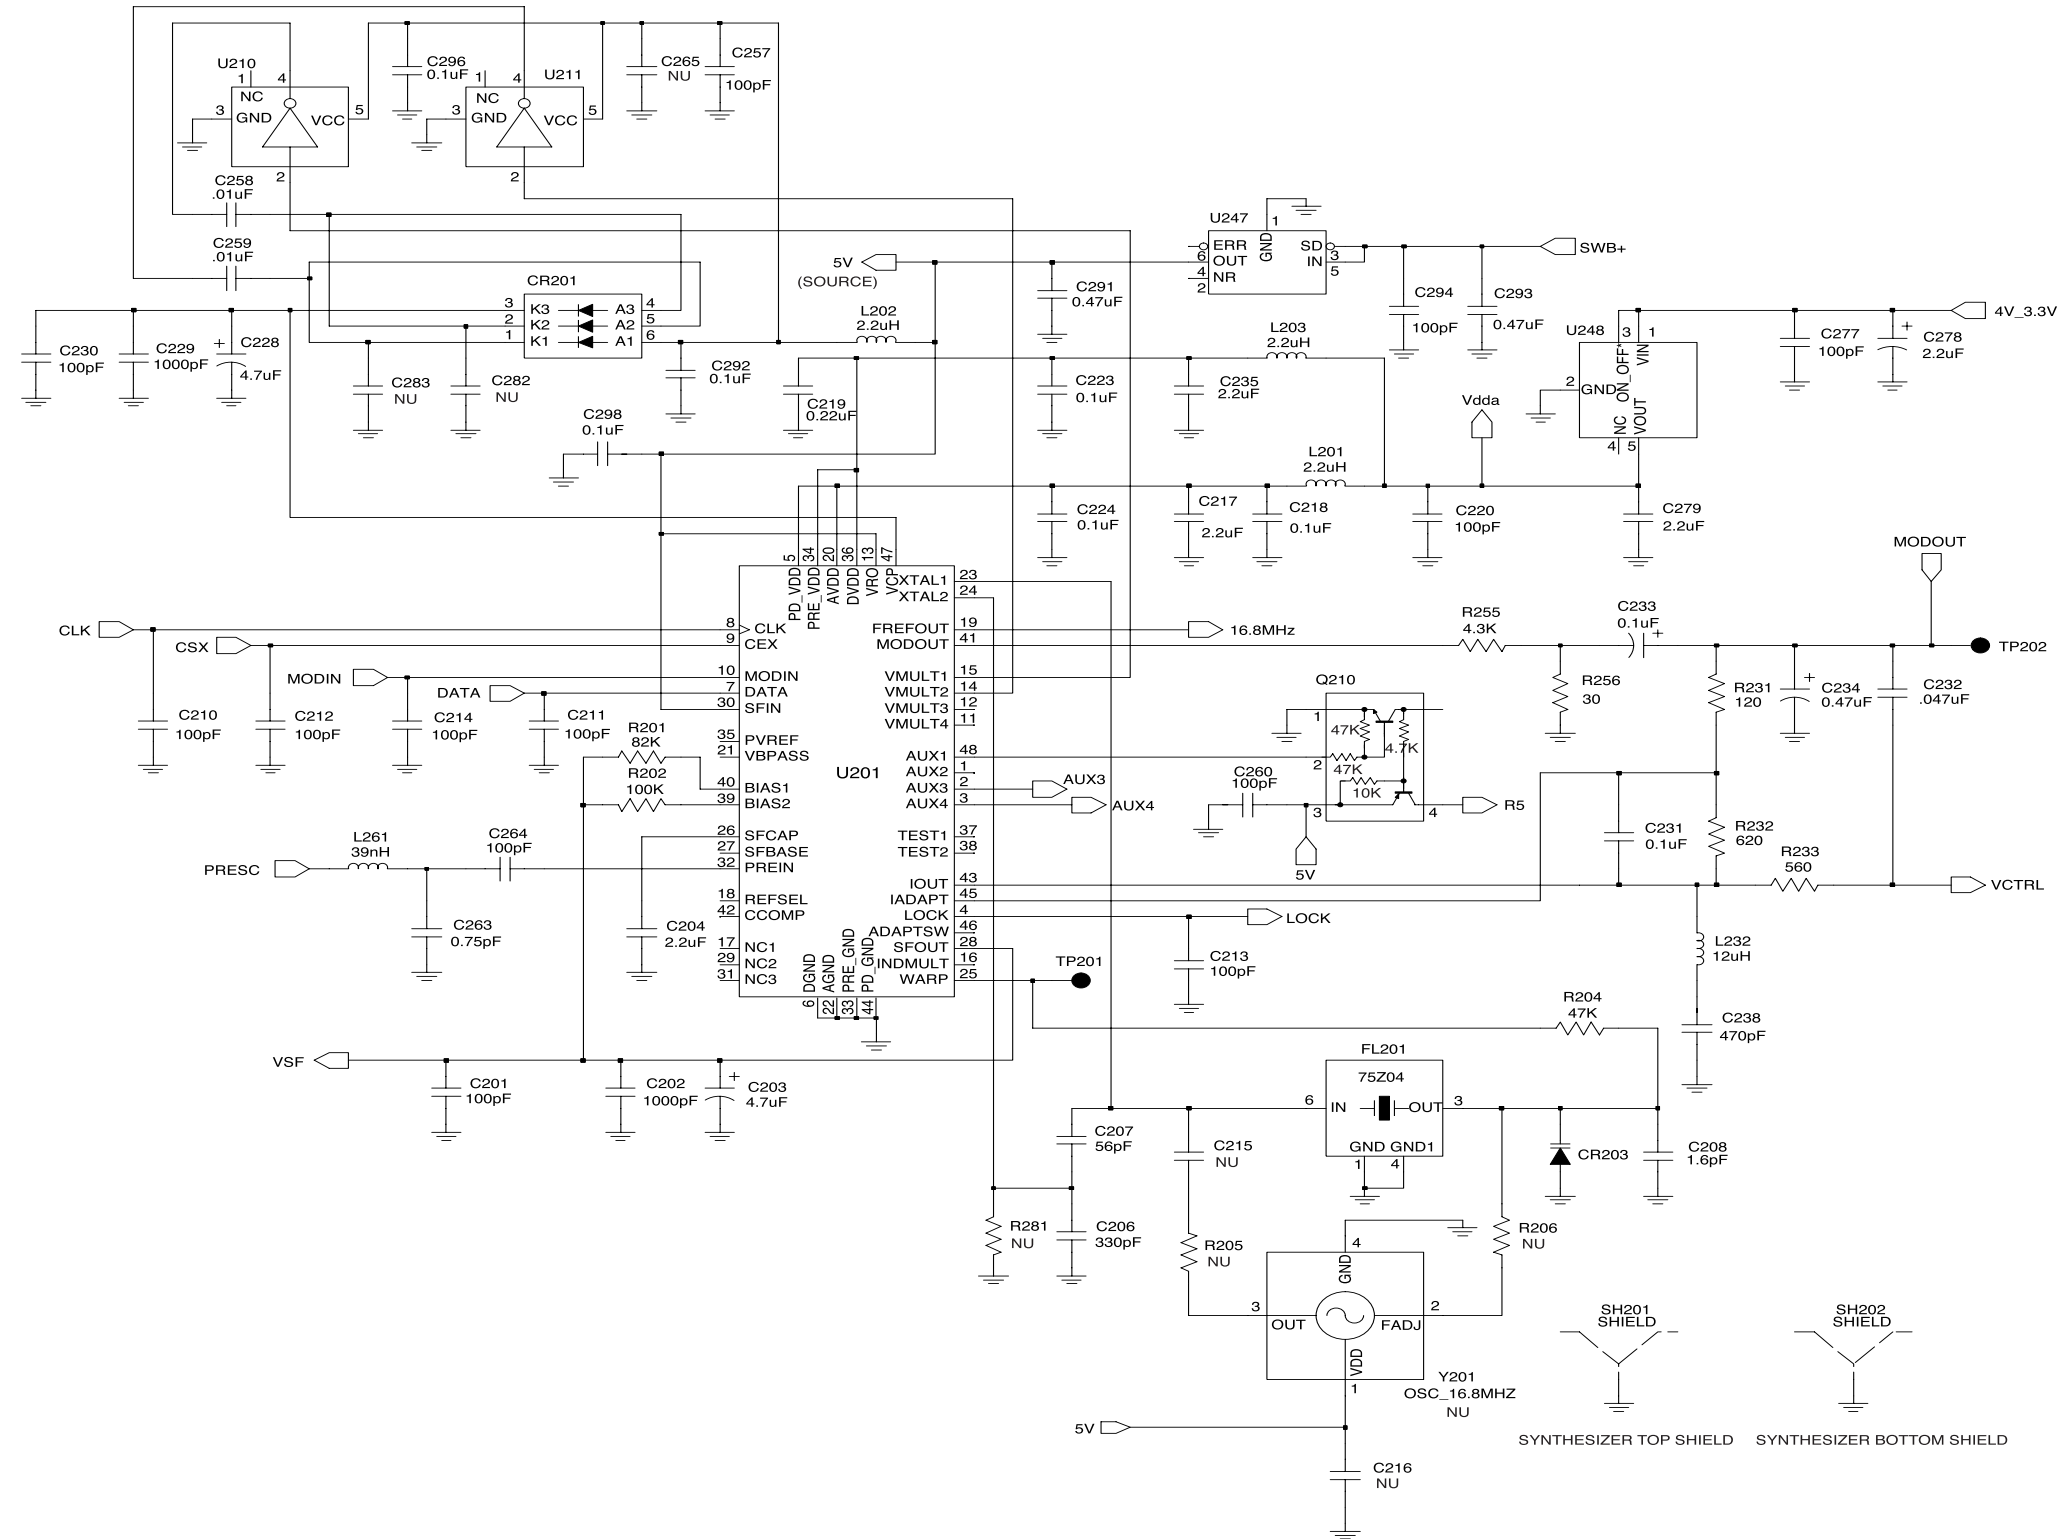 U210
1
4
NC
3
GND
VCC
5
2
C296
0.1uF
1
4
U211
NC
3
GND
VCC
5
2
C265
NU
C257
100pF
C258
.01uF
C259
.01uF
CR201
3
K3
A3
4
2
K2
A2
5
1
K1
A1
6
C230
100pF
C229
1000pF
+
C228
4.7uF
C283
NU
C282
NU
C292
0.1uF
5V
(SOURCE)
L202
2.2uH
C219
0.22uF
C298
0.1uF
U247
1
GND
ERR
SD
6
OUT
IN
3
4
NR
5
2
SWB+
C291
0.47uF
C294
100pF
C293
0.47uF
L203
2.2uH
C223
0.1uF
C235
2.2uF
U248
3
1
ON_OFF*
VIN
2
GND
NC
VOUT
4
5
4V_3.3V
C277
100pF
+
C278
2.2uF
Vdda
L201
2.2uH
C224
0.1uF
C217
2.2uF
C218
0.1uF
C220
100pF
C279
2.2uF
5
34
20
36
13
47
PD_VDD
PRE_VDD
AVDD
DVDD
VRO
VCP
XTAL1
23
XTAL2
24
CLK
8
CLK
FREFOUT
19
16.8MHz
CSX
9
CEX
MODOUT
41
MODIN
10
MODIN
VMULT1
15
DATA
7
DATA
VMULT2
14
30
SFIN
VMULT3
12
VMULT4
11
C210
100pF
C212
100pF
C214
100pF
C211
100pF
R201
82K
R202
100K
35
PVREF
21
VBPASS
AUX1
48
AUX2
1
40
BIAS1
AUX3
2
AUX3
39
BIAS2
AUX4
3
AUX4
U201
26
SFCAP
TEST1
37
27
SFBASE
TEST2
38
32
PREIN
PRESC
L261
39nH
C264
100pF
C263
0.75pF
C204
2.2uF
IOUT
43
18
REFSEL
IADAPT
45
42
CCOMP
LOCK
4
LOCK
ADAPTSW
46
17
NC1
SFOUT
28
29
NC2
INDMULT
16
31
NC3
WARP
25
DGND
AGND
PRE_GND
PD_GND
6
22
33
44
TP201
C213
100pF
R255
4.3K
C233
0.1uF
+
MODOUT
TP202
R256
30
R231
120
+
C234
0.47uF
C232
.047uF
Q210
1
47K
4.7K
2
47K
10K
3
4
R5
C260
100pF
5V
C231
0.1uF
R232
620
R233
560
VCTRL
L232
12uH
C238
470pF
R204
47K
VSF
C201
100pF
C202
1000pF
+
C203
4.7uF
FL201
75Z04
6
IN
OUT
3
GND
GND1
1
4
C207
56pF
C215
NU
CR203
C208
1.6pF
R281
NU
C206
330pF
R205
NU
R206
NU
4
GND
3
OUT
FADJ
2
VDD
1
Y201
OSC_16.8MHZ
NU
5V
C216
NU
SH201
SHIELD
SH202
SHIELD
SYNTHESIZER TOP SHIELD
SYNTHESIZER BOTTOM SHIELD